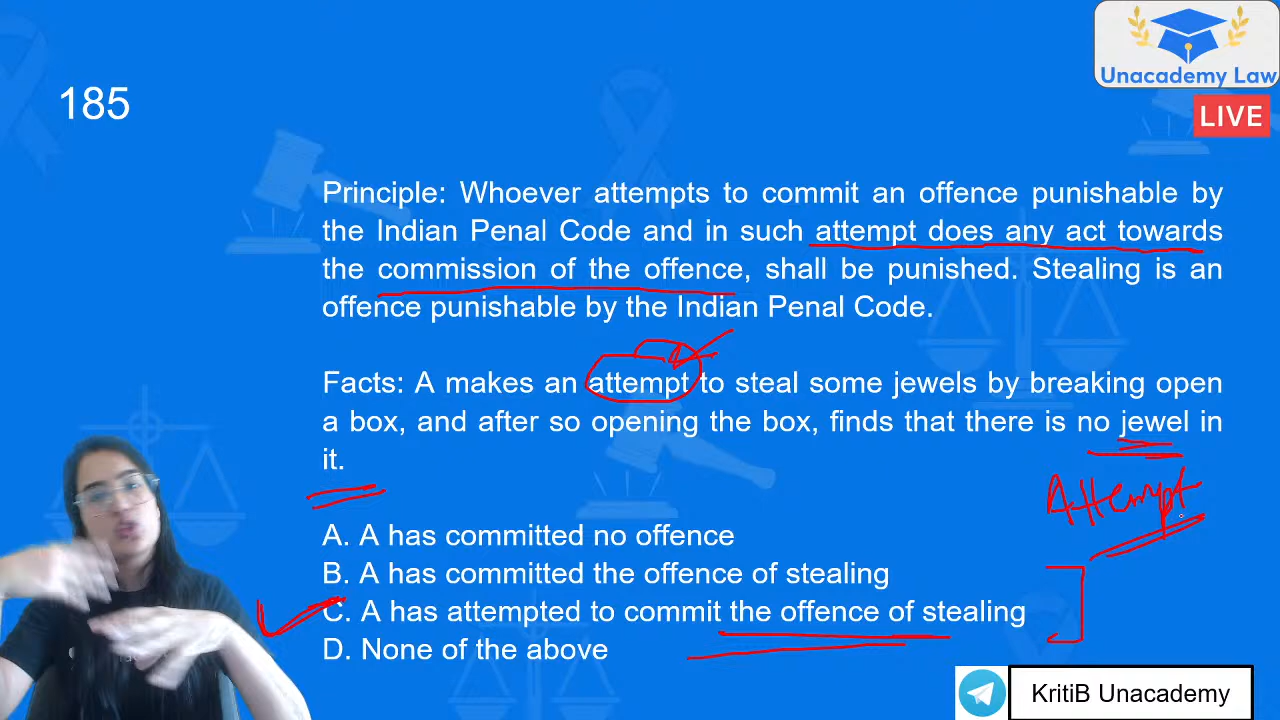 Unacademy Law
LIVE
185
Principle: Whoever attempts to commit an offence punishable by
the Indian Penal Code and in such attempt does any act towards
the commission of the offence, shall be punished. Stealing is an
offence punishable by the Indian Penal Code.
Facts: A makes an attempt to steal some jewels by breaking open
a box, and after so opening the box, finds that there is no jewel in
it.
Attempt
A. A has committed no offence
B. A has committed the offence of stealing
C. A has attempted to commit the offence of stealing
D. None of the above
KritiB Unacademy